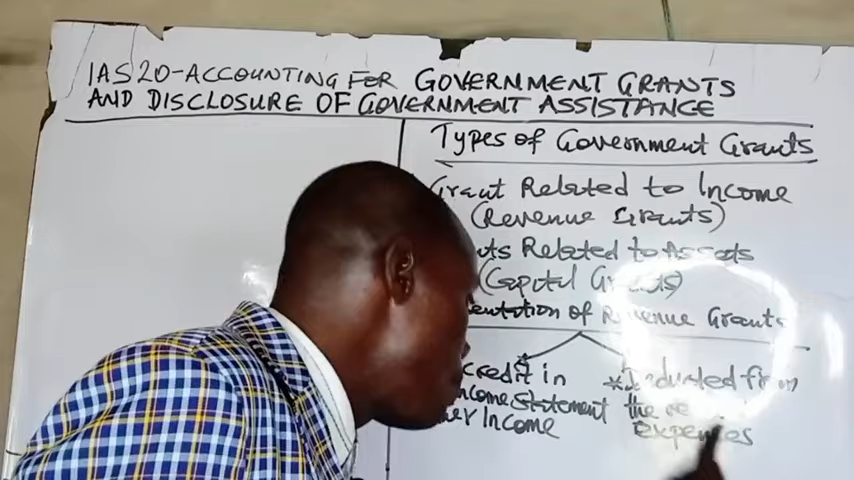 IAS 20-ACCOUNTING FOR GOVERNMENT GRANTS
AND DISCLOSURE OF GOVERNMENT ASSISTANCE
Types of Government Grants
Grant Related to Income
(Revenue Grants)
Related to Assets
(Capital Grants)
of Revenue Grants
credit in
Income Statement
Income
*Deducted from
the
expenses